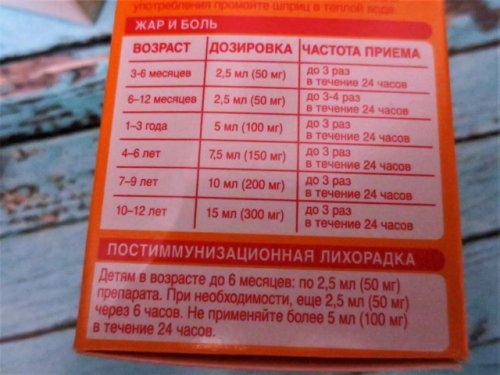 употребления промойте шприц в теплой воде.
ЖАР И БОЛЬ
ВОЗРАСТ ДОЗИРОВКА ЧАСТОТА ПРИЕМА
3-6 месяцев 2,5 мл (50 мг) до 3 раз
в течение 24 часов
6–12 месяцев 2,5 мл (50 мг) до 3-4 раз
в течение 24 часов
1–3 года 5 мл (100 мг) до 3 раз
в течение 24 часов
4–6 лет 7,5 мл (150 мг) до 3 раз
в течение 24 часов
7–9 лет 10 мл (200 мг) до 3 раз
в течение 24 часов
10–12 лет 15 мл (300 мг) до 3 раз
в течение 24 часов
ПОСТИММУНИЗАЦИОННАЯ ЛИХОРАДКА
Детям в возрасте до 6 месяцев: по 2,5 мл (50 мг)
препарата. При необходимости, еще 2,5 мл (50 мг)
через 6 часов. Не применяйте более 5 мл (100 мг)
в течение 24 часов.